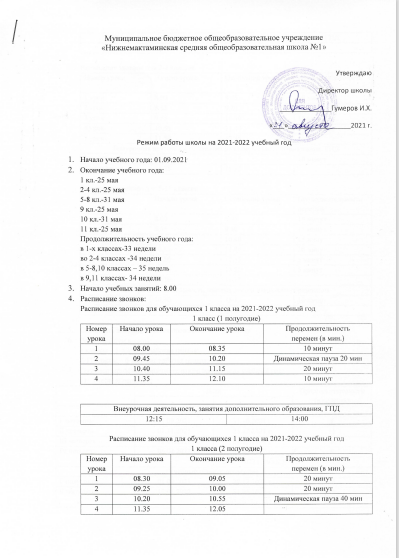 Муниципальное бюджетное общеобразовательное учреждение
«Нижнемактаминская средняя общеобразовательная школа №1»
Утверждаю
Директор школы
Гумеров И.Х.
«31» августа 2021 г.
Режим работы школы на 2021-2022 учебный год
1. Начало учебного года: 01.09.2021
2. Окончание учебного года:
1 кл.-25 мая
2-4 кл.-25 мая
5-8 кл.-31 мая
9 кл.-25 мая
10 кл.-31 мая
11 кл.-25 мая
Продолжительность учебного года:
в 1-х классах-33 недели
во 2-4 классах -34 недели
в 5-8,10 классах – 35 недель
в 9,11 классах- 34 недели
3. Начало учебных занятий: 8.00
4. Расписание звонков:
Расписание звонков для обучающихся 1 класса на 2021-2022 учебный год
1 класс (1 полугодие)
Номер урока Начало урока Окончание урока Продолжительность перемен (в мин.)
1 08.00 08.35 10 минут
2 09.45 10.20 Динамическая пауза 20 мин
3 10.40 11.15 20 минут
4 11.35 12.10 10 минут
Внеурочная деятельность, занятия дополнительного образования, ГПД
12:15 14:00
Расписание звонков для обучающихся 1 класса на 2021-2022 учебный год
1 класс (2 полугодие)
Номер урока Начало урока Окончание урока Продолжительность перемен (в мин.)
1 08.30 09.05 20 минут
2 09.25 10.00 20 минут
3 10.20 10.55 Динамическая пауза 40 мин
4 11.35 12.05